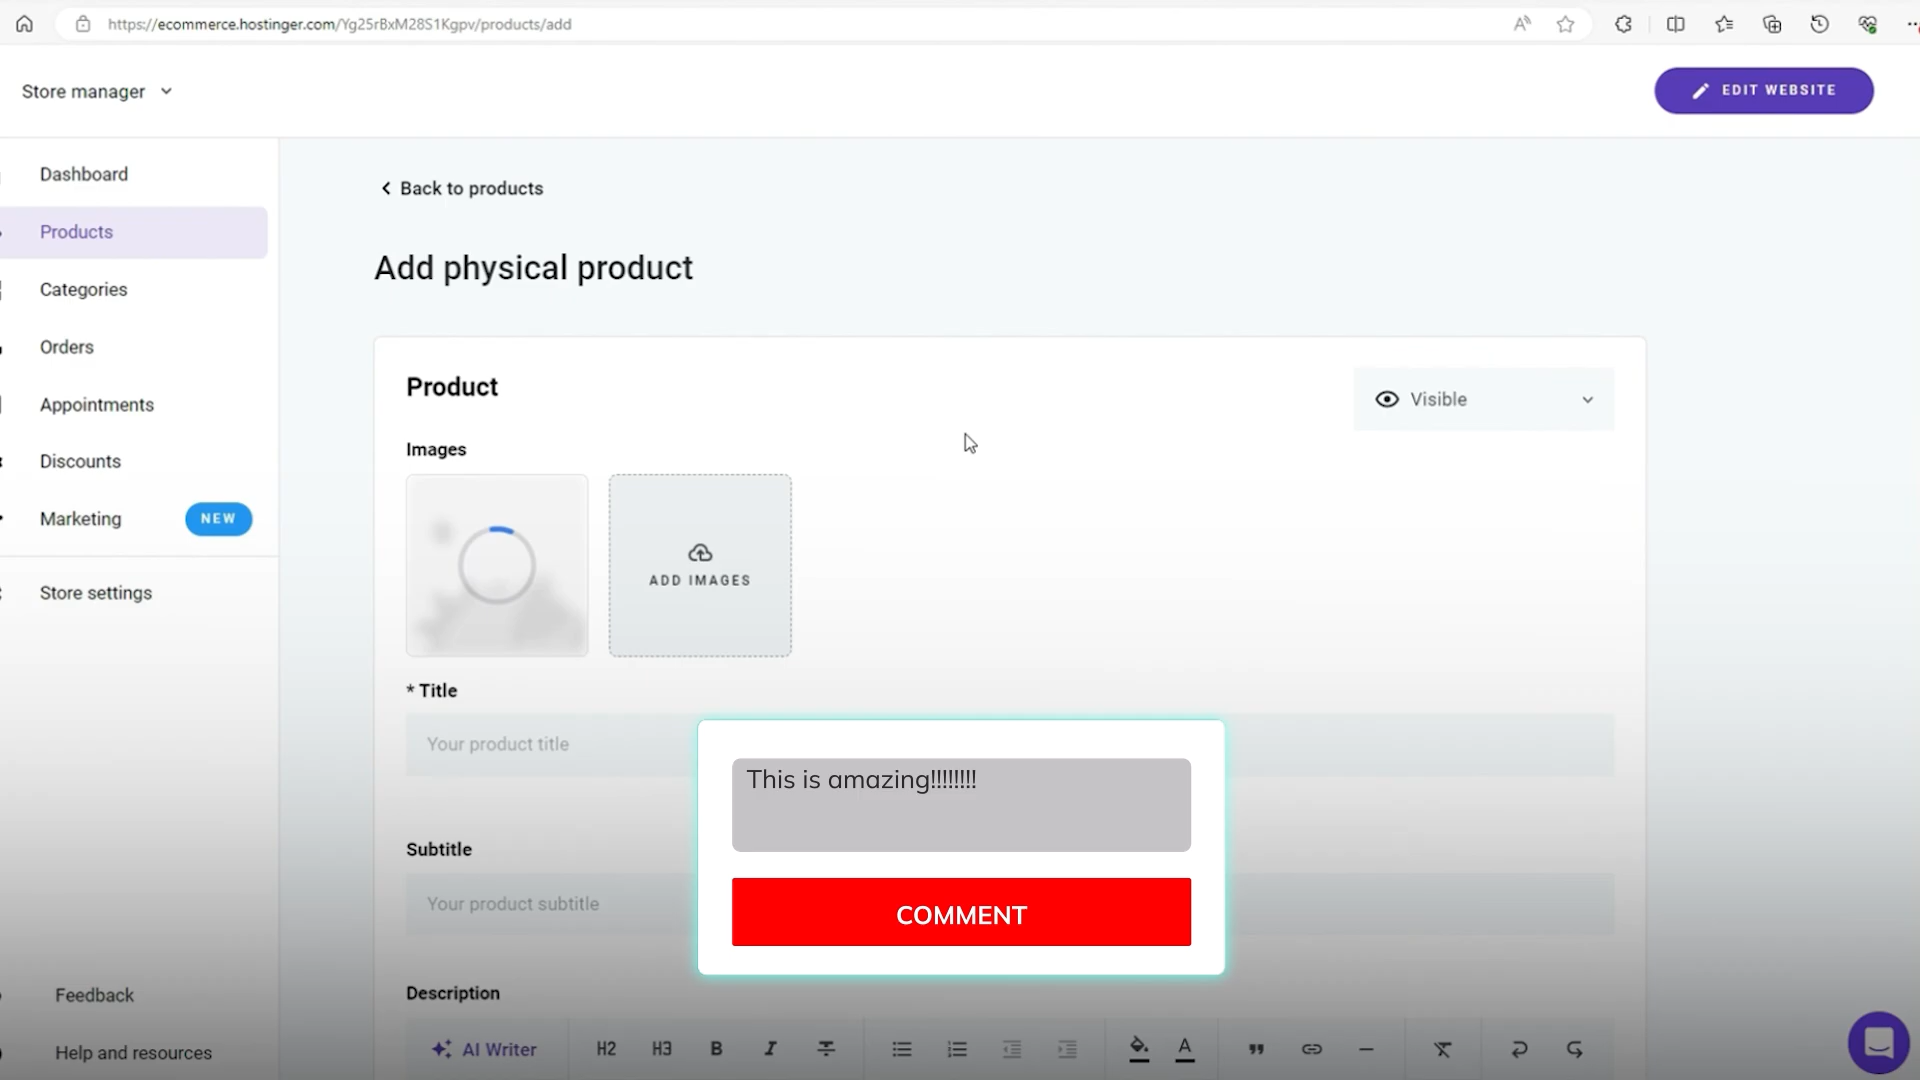 https://ecommerce.hostinger.com/Yg25rBxM28S1Kgpv/products/add
Store manager
EDIT WEBSITE
Dashboard
Products
Categories
Orders
Appointments
Discounts
Marketing NEW
Store settings
Feedback
Help and resources
Back to products
Add physical product
Product
Visible
Images
ADD IMAGES
* Title
Your product title
This is amazing!!!!!!!!
Subtitle
Your product subtitle
COMMENT
Description
AI Writer H2 H3 B I A